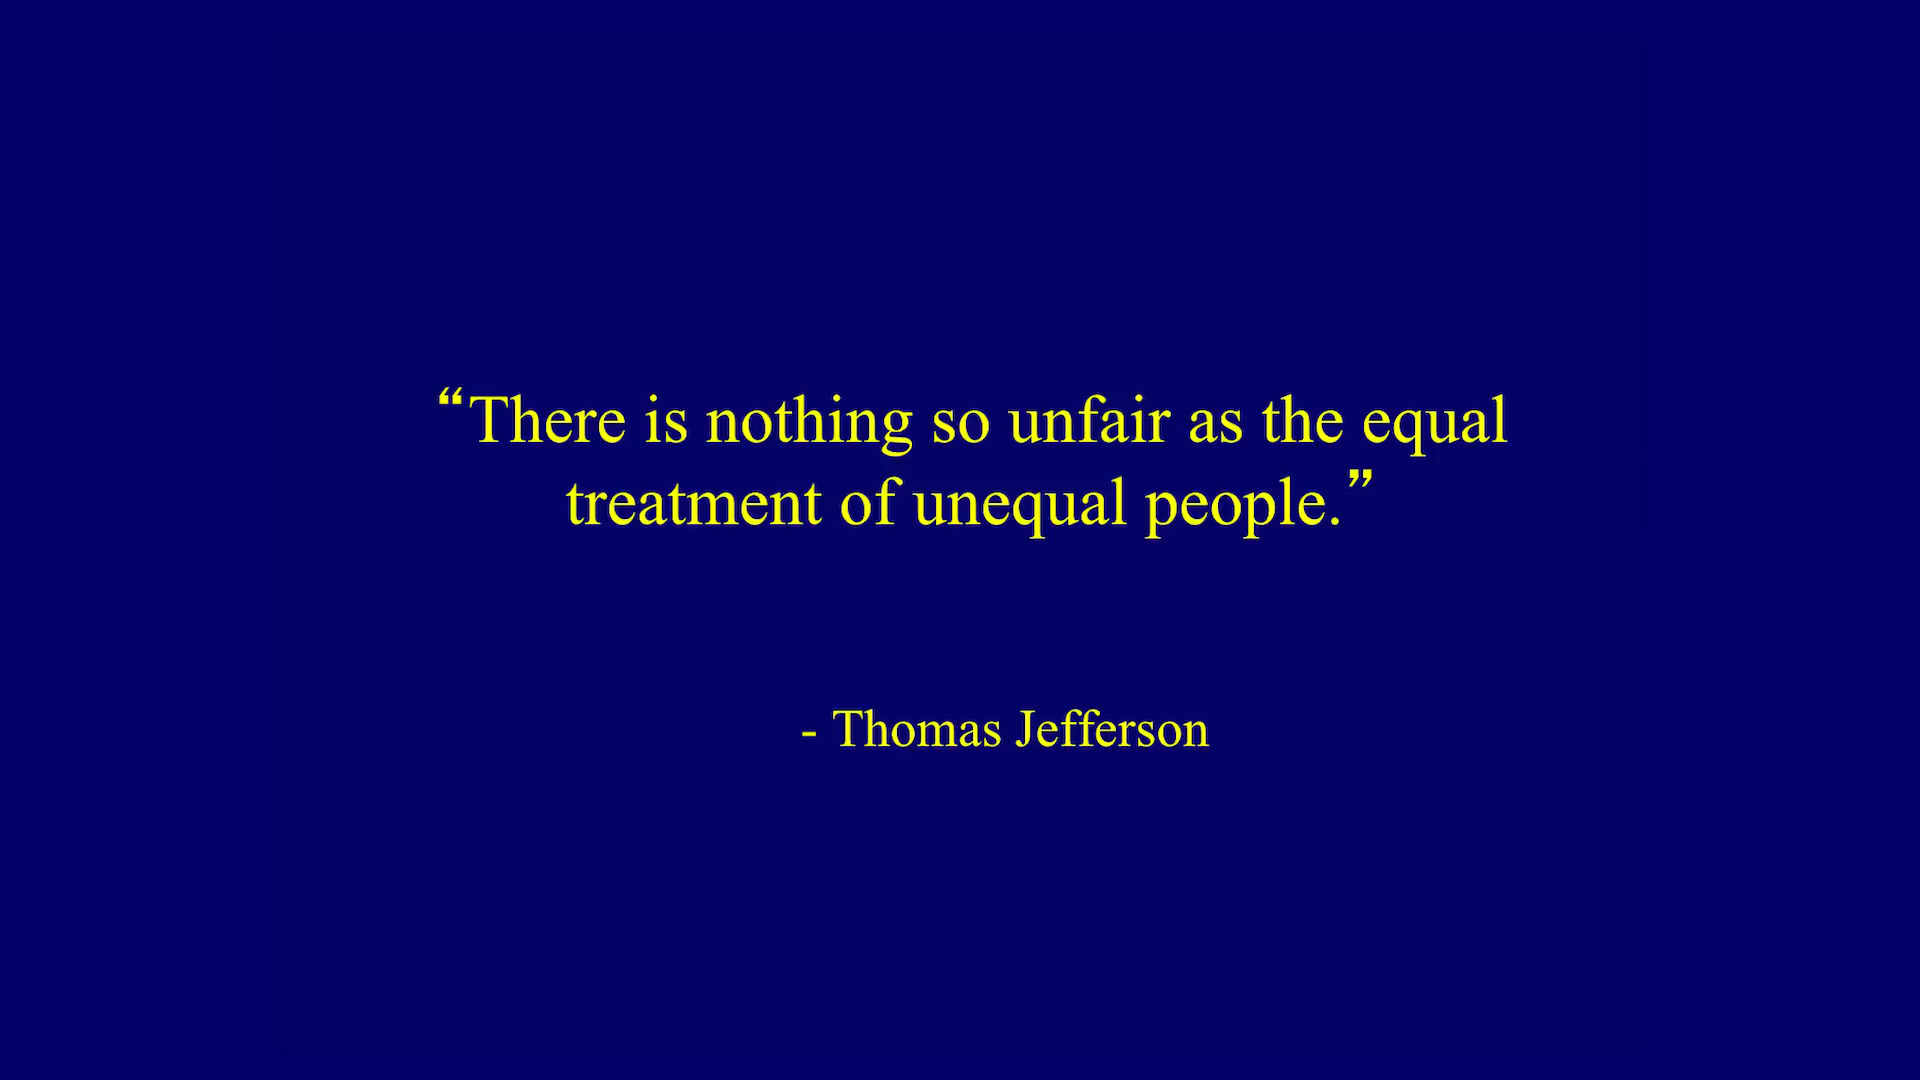 “There is nothing so unfair as the equal
treatment of unequal people.”
- Thomas Jefferson